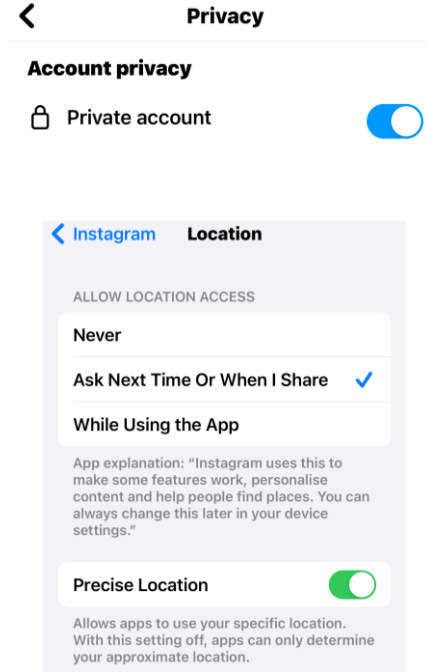 Privacy
Account privacy
Private account
Instagram Location
ALLOW LOCATION ACCESS
Never
Ask Next Time Or When I Share
While Using the App
App explanation: “Instagram uses this to
make some features work, personalise
content and help people find places. You can
always change this later in your device
settings.”
Precise Location
Allows apps to use your specific location.
With this setting off, apps can only determine
your approximate location.